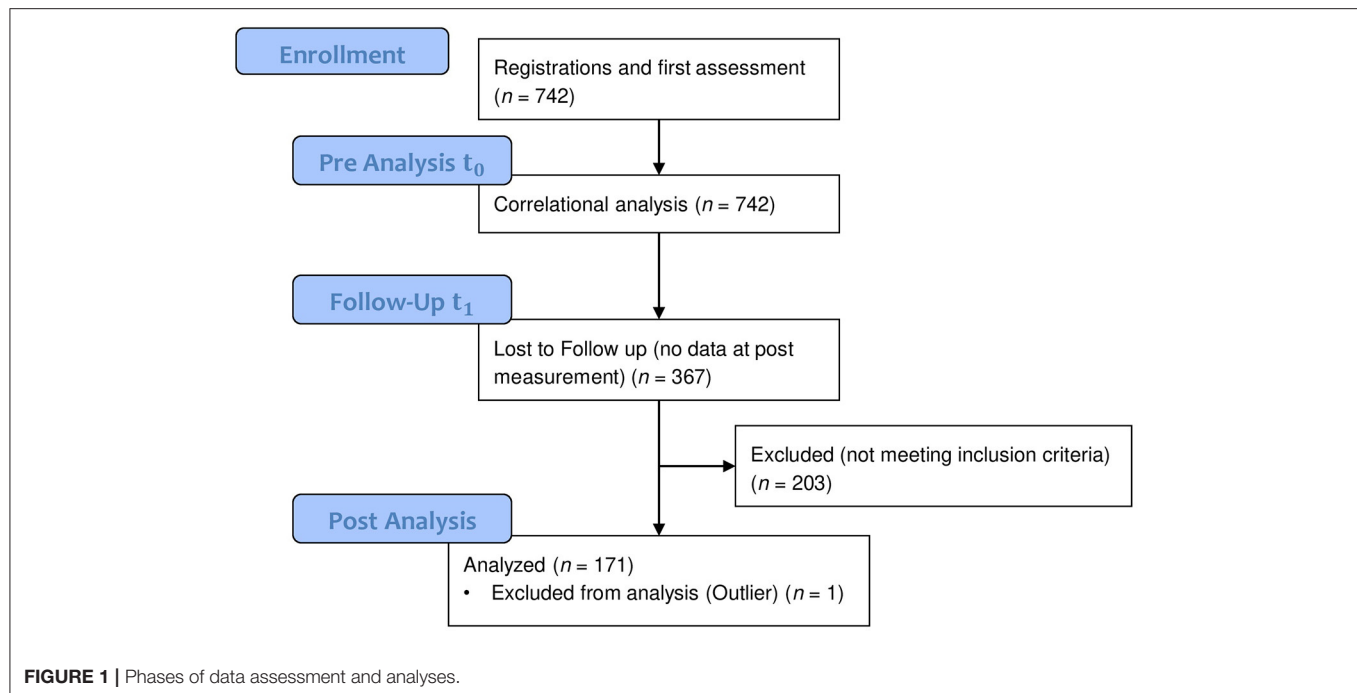 Enrollment
Registrations and first assessment
(n = 742)
Pre Analysis t₀
Correlational analysis (n = 742)
Follow-Up t₁
Lost to Follow up (no data at post
measurement) (n = 367)
Excluded (not meeting inclusion criteria)
(n = 203)
Post Analysis
Analyzed (n = 171)
• Excluded from analysis (Outlier) (n = 1)
FIGURE 1 | Phases of data assessment and analyses.